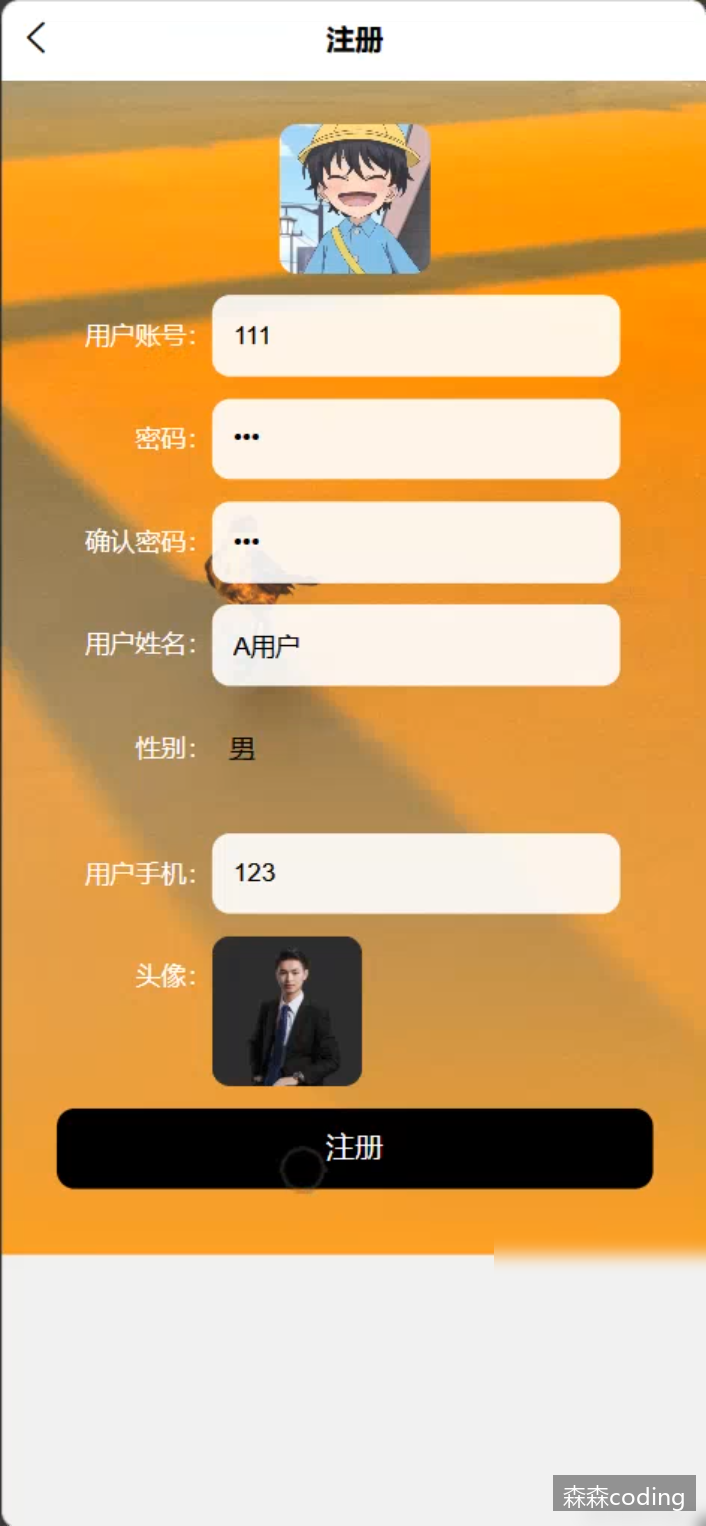 注册
用户账号： 111
密码： •••
确认密码： •••
用户姓名： A用户
性别： 男
用户手机： 123
头像：
注册
森森coding